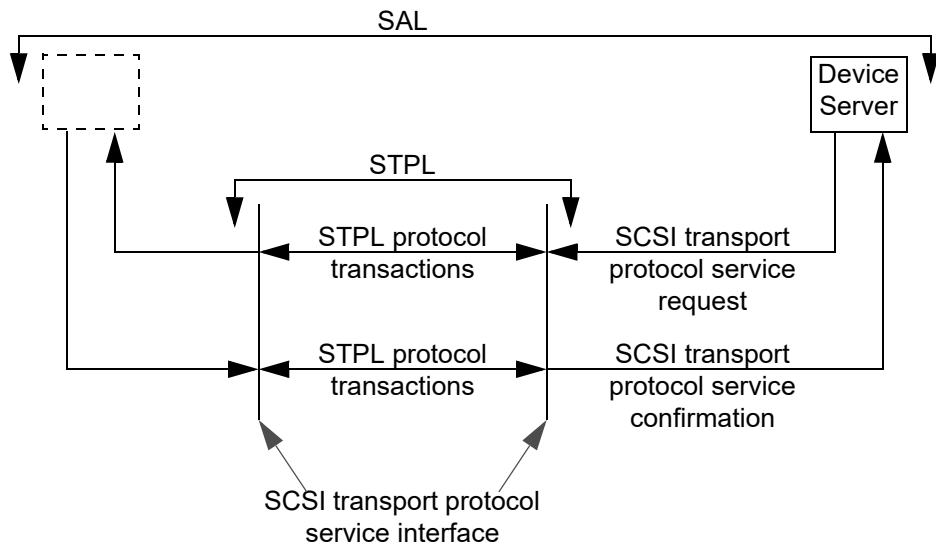 SAL
Device
Server
STPL
STPL protocol
transactions
SCSI transport
protocol service
request
STPL protocol
transactions
SCSI transport
protocol service
confirmation
SCSI transport protocol
service interface